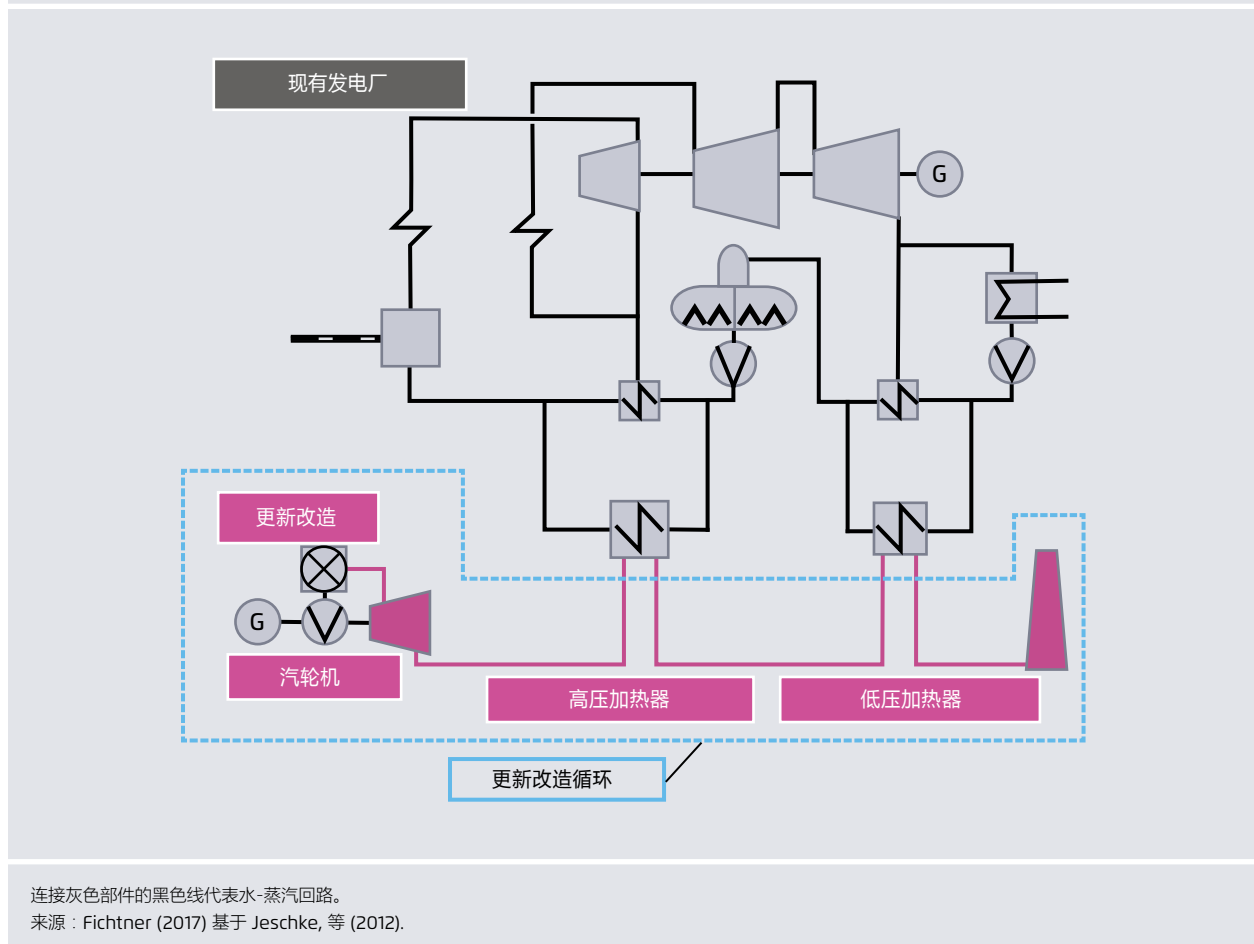 现有发电厂
G
更新改造
G
汽轮机
高压加热器
低压加热器
更新改造循环
连接灰色部件的黑色线代表水-蒸汽回路。
来源：Fichtner (2017) 基于 Jeschke, 等 (2012).